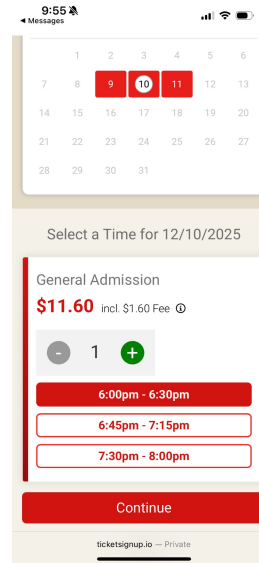 9:55
◀ Messages
1 2 3 4 5 6
7 8 9 10 11 12 13
14 15 16 17 18 19 20
21 22 23 24 25 26 27
28 29 30 31
Select a Time for 12/10/2025
General Admission
$11.60 incl. $1.60 Fee
- 1 +
6:00pm - 6:30pm
6:45pm - 7:15pm
7:30pm - 8:00pm
Continue
ticketsignup.io — Private